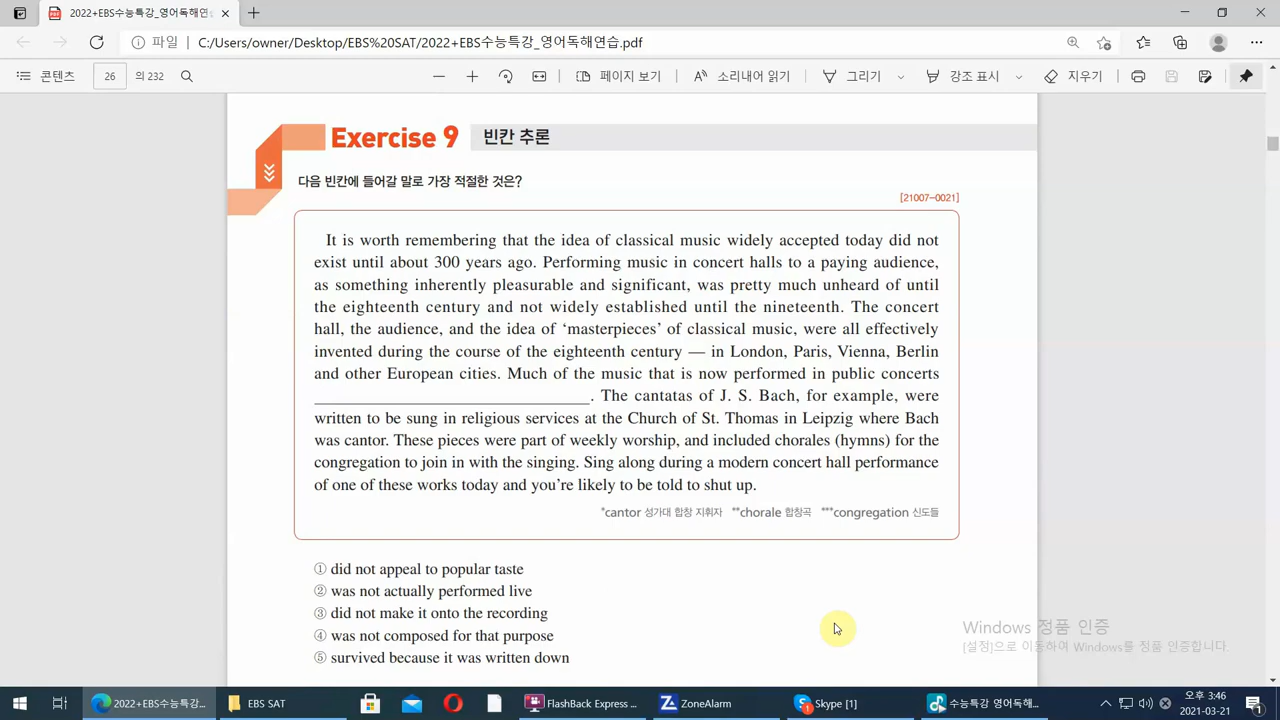 2022+EBS수능특강_영어독해연습
파일 C:/Users/owner/Desktop/EBS%20SAT/2022+EBS수능특강_영어독해연습.pdf
콘텐츠 26 의 232 페이지 보기 소리내어 읽기 그리기 강조 표시 지우기
Exercise 9 빈칸 추론
다음 빈칸에 들어갈 말로 가장 적절한 것은?
[21007-0021]
It is worth remembering that the idea of classical music widely accepted today did not
exist until about 300 years ago. Performing music in concert halls to a paying audience,
as something inherently pleasurable and significant, was pretty much unheard of until
the eighteenth century and not widely established until the nineteenth. The concert
hall, the audience, and the idea of ‘masterpieces’ of classical music, were all effectively
invented during the course of the eighteenth century — in London, Paris, Vienna, Berlin
and other European cities. Much of the music that is now performed in public concerts
______________________________. The cantatas of J. S. Bach, for example, were
written to be sung in religious services at the Church of St. Thomas in Leipzig where Bach
was cantor. These pieces were part of weekly worship, and included chorales (hymns) for the
congregation to join in with the singing. Sing along during a modern concert hall performance
of one of these works today and you’re likely to be told to shut up.
*cantor 성가대 합창 지휘자 **chorale 합창곡 ***congregation 신도들
① did not appeal to popular taste
② was not actually performed live
③ did not make it onto the recording
④ was not composed for that purpose
⑤ survived because it was written down
Windows 정품 인증
[설정]으로 이동하여 Windows를 정품 인증합니다.
2022+EBS수능특강_... EBS SAT FlashBack Express ... ZoneAlarm Skype [1] 수능특강 영어독해... 오후 3:46
2021-03-21